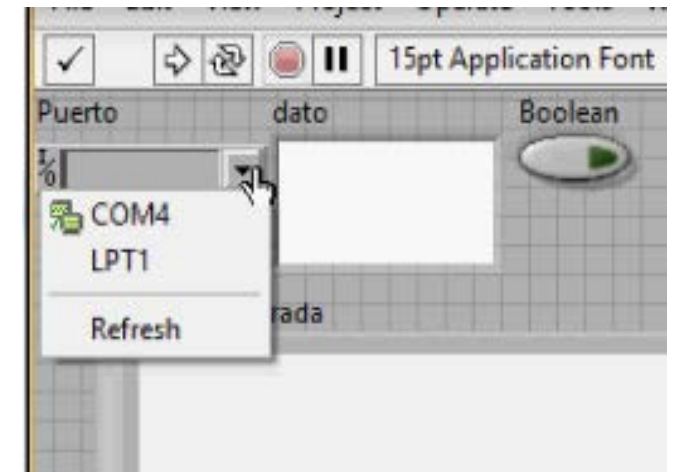 15pt Application Font
Puerto dato Boolean
I/O
COM4
LPT1
Refresh
rada